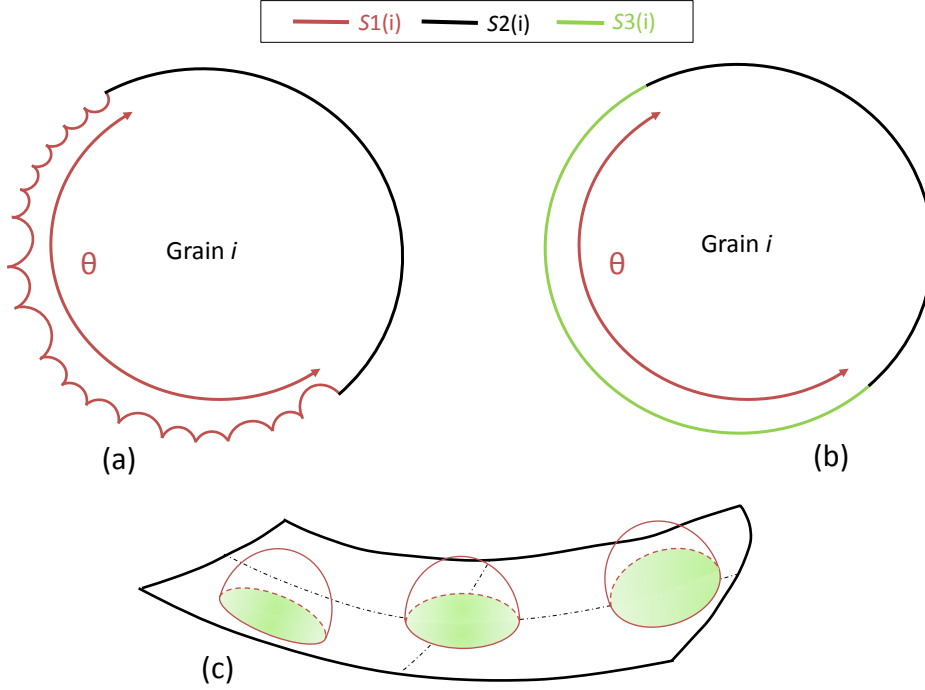 S1(i) S2(i) S3(i)
Grain i
θ
(a)
Grain i
θ
(b)
(c)